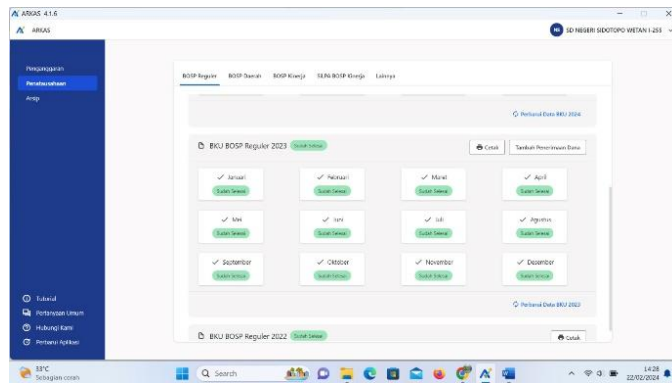 ARKAS 4.1.6
ARKAS
SD NEGERI SIDOTOPO WETAN I-255
Penganggaran
Penatausahaan
Arsip
BOSP Reguler BOSP Daerah BOSP Kinerja SiLPA BOSP Kinerja Lainnya
Perbarui Data BKU 2024
BKU BOSP Reguler 2023 Sudah Selesai
Cetak Tambah Penerimaan Dana
Januari Februari Maret April
Sudah Selesai Sudah Selesai Sudah Selesai Sudah Selesai
Mei Juni Juli Agustus
Sudah Selesai Sudah Selesai Sudah Selesai Sudah Selesai
September Oktober November Desember
Sudah Selesai Sudah Selesai Sudah Selesai Sudah Selesai
Perbarui Data BKU 2023
BKU BOSP Reguler 2022 Sudah Selesai Cetak
Tutorial
Pertanyaan Umum
Hubungi Kami
Perbarui Aplikasi
33°C
Sebagian cerah
Search
14:28
22/02/2024